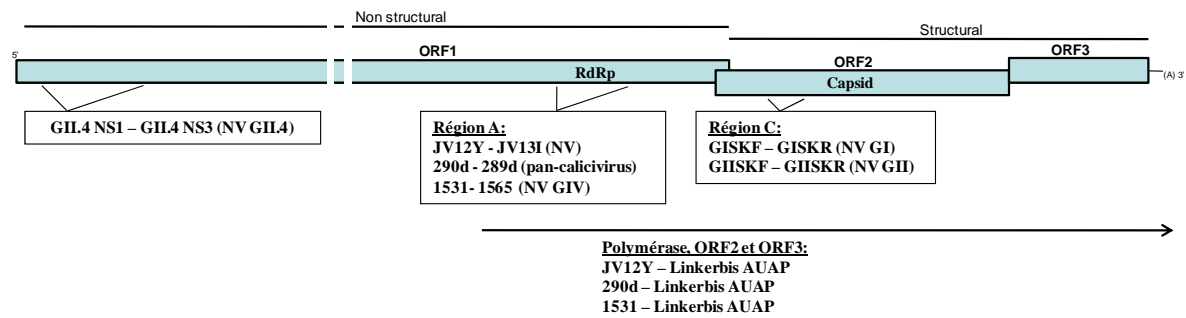 Non structural
Structural
5'
ORF1
ORF2
ORF3
RdRp
Capsid
(A) 3'
GII.4 NS1 – GII.4 NS3 (NV GII.4)
Région A:
JV12Y - JV13I (NV)
290d - 289d (pan-calicivirus)
1531- 1565 (NV GIV)
Région C:
GISKF – GISKR (NV GI)
GIISKF – GIISKR (NV GII)
Polymérase, ORF2 et ORF3:
JV12Y – Linkerbis AUAP
290d – Linkerbis AUAP
1531 – Linkerbis AUAP